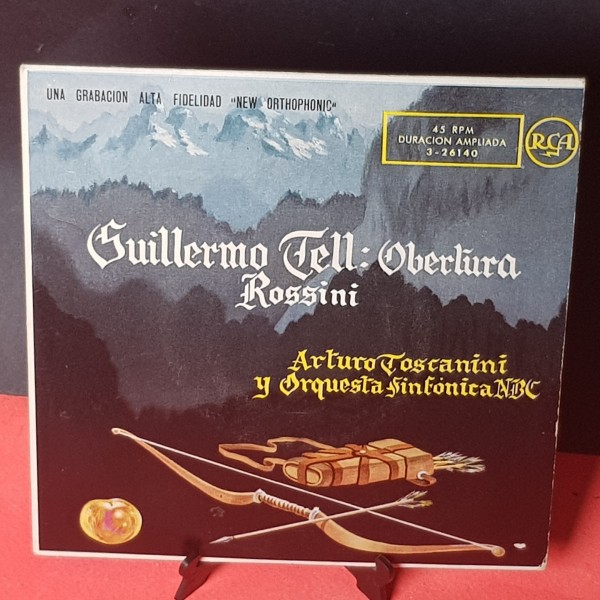 UNA GRABACION ALTA FIDELIDAD "NEW ORTHOPHONIC"
45 RPM
DURACION AMPLIADA
3-26140
RCA
Guillermo Tell: Obertura
Rossini
Arturo Toscanini
y Orquesta Sinfónica NBC